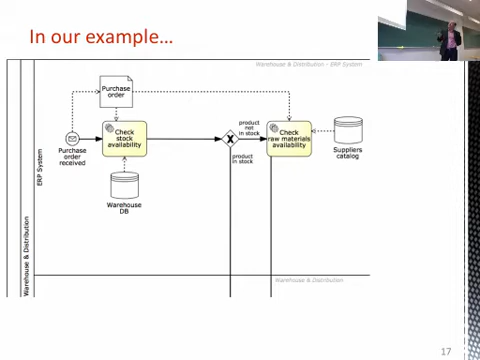 In our example...
Warehouse & Distribution - ERP System
Purchase
order
Check
stock
availability
product
not
in stock
Check
raw materials
availability
Purchase
order
received
product
in stock
Suppliers
catalog
ERP System
Warehouse
DB
Warehouse & Distribution
Warehouse & Distribution
17